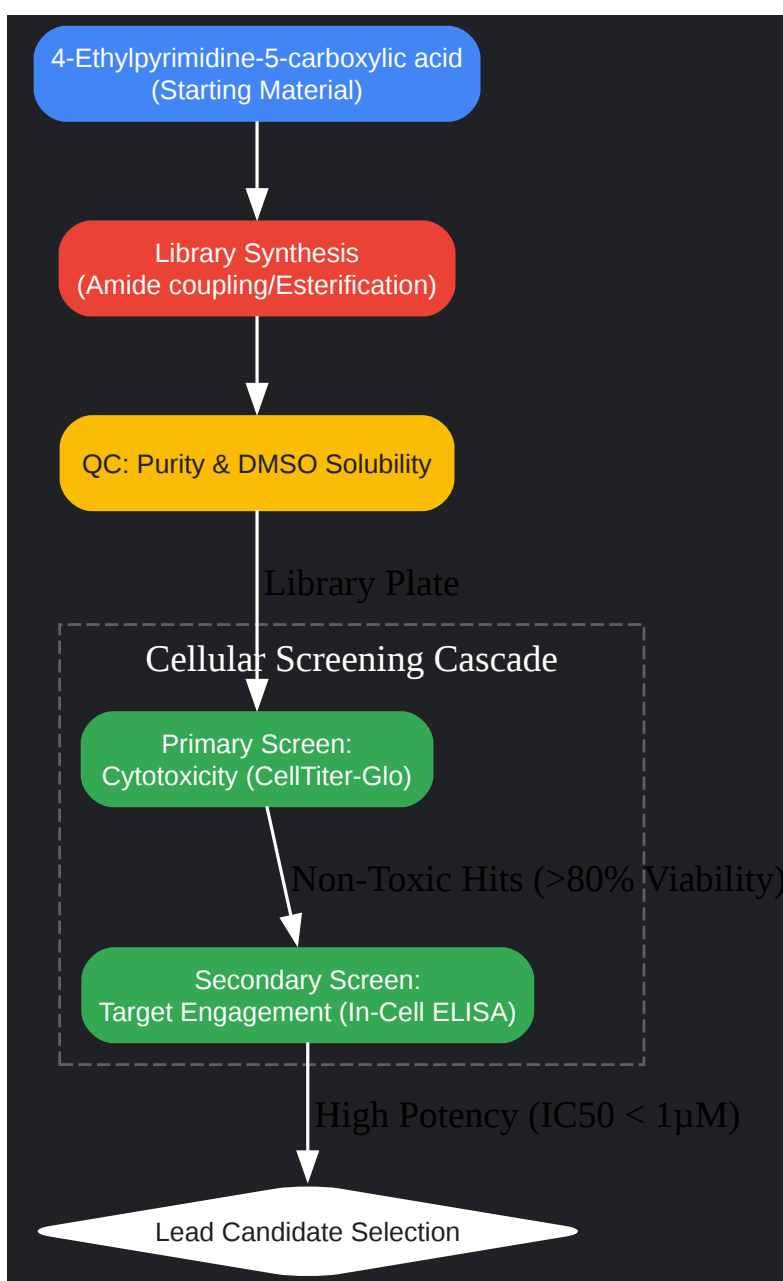 4-Ethylpyrimidine-5-carboxylic acid
(Starting Material)
Library Synthesis
(Amide coupling/Esterification)
QC: Purity & DMSO Solubility
Library Plate
Cellular Screening Cascade
Primary Screen:
Cytotoxicity (CellTiter-Glo)
Non-Toxic Hits (>80% Viability)
Secondary Screen:
Target Engagement (In-Cell ELISA)
High Potency (IC50 < 1µM)
Lead Candidate Selection